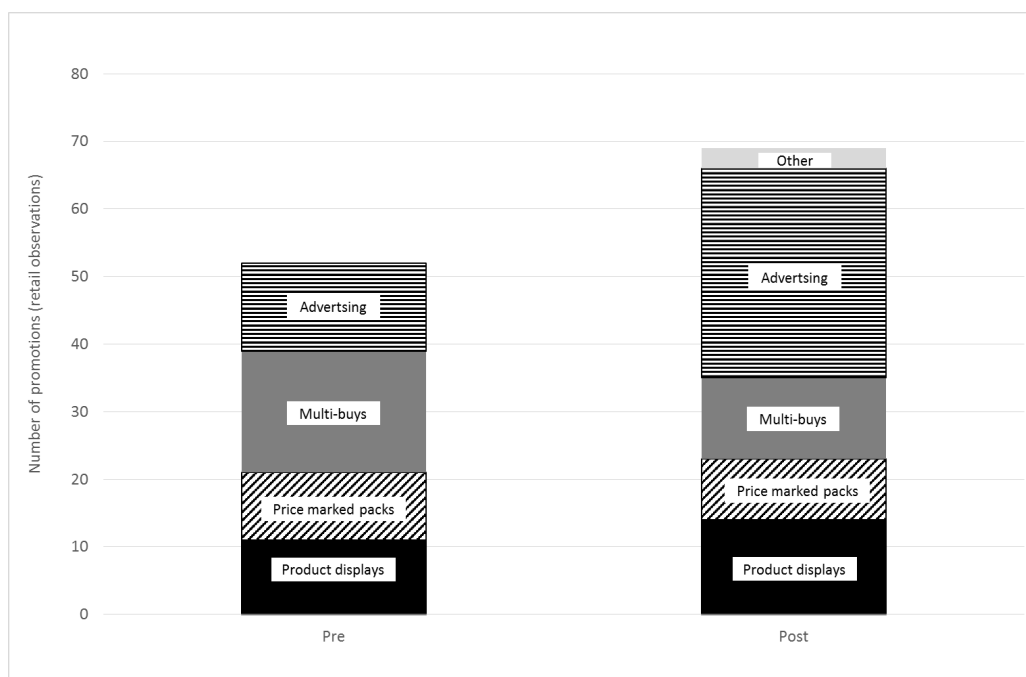 80
70
60
50
40
30
20
10
0
Number of promotions (retail observations)
Advertsing
Multi-buys
Price marked packs
Product displays
Other
Advertsing
Multi-buys
Price marked packs
Product displays
Pre
Post